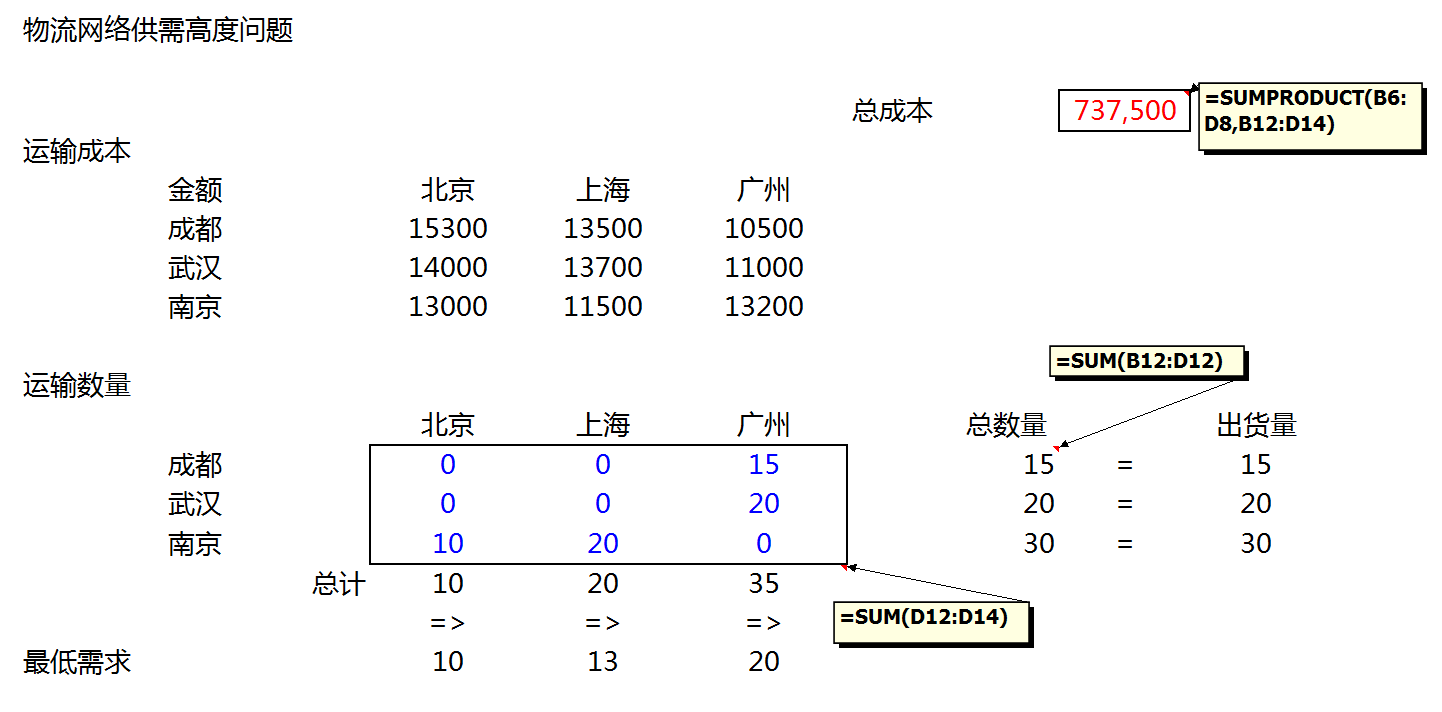 物流网络供需高度问题
总成本 737,500 =SUMPRODUCT(B6:
D8,B12:D14)
运输成本
金额 北京 上海 广州
成都 15300 13500 10500
武汉 14000 13700 11000
南京 13000 11500 13200
=SUM(B12:D12)
运输数量
北京 上海 广州 总数量 出货量
成都 0 0 15 15 = 15
武汉 0 0 20 20 = 20
南京 10 20 0 30 = 30
总计 10 20 35
=> => => =SUM(D12:D14)
最低需求 10 13 20